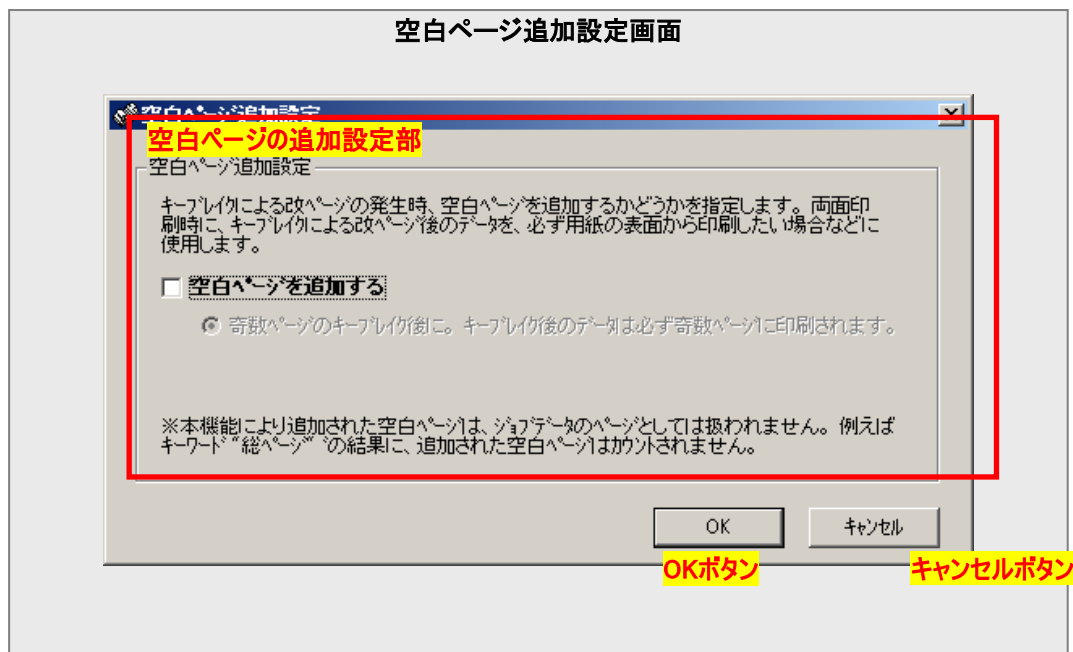 空白ページ追加設定画面
空白ページ追加設定
空白ページの追加設定部
空白ページ追加設定
キーブレイクによる改ページの発生時、空白ページを追加するかどうかを指定します。両面印
刷時に、キーブレイクによる改ページ後のデータを、必ず用紙の表面から印刷したい場合などに
使用します。
空白ページを追加する
奇数ページのキーブレイク後に。キーブレイク後のデータは必ず奇数ページに印刷されます。
※本機能により追加された空白ページは、ジョブデータのページとしては扱われません。例えば
キーワード“総ページ”の結果に、追加された空白ページはカウントされません。
OK キャンセル
OKボタン キャンセルボタン